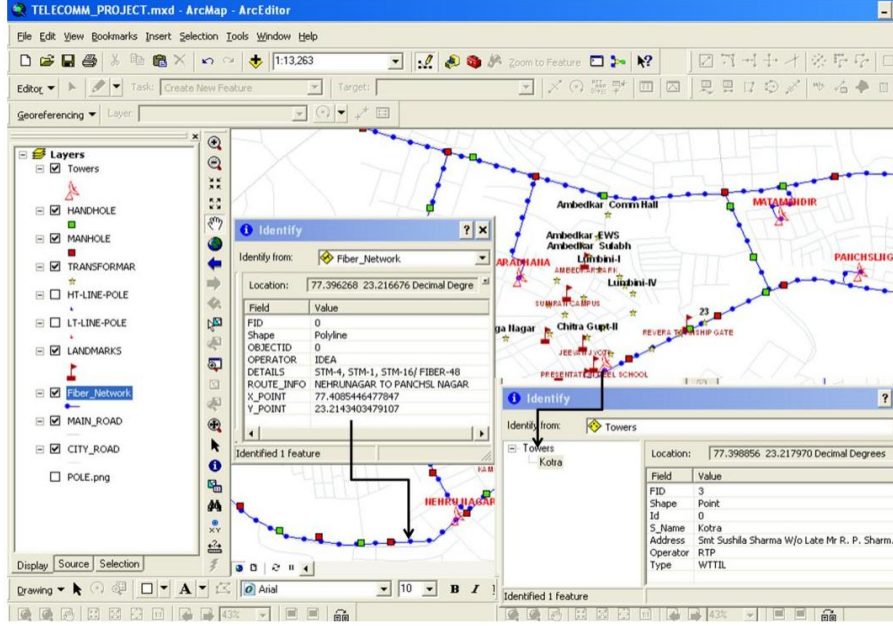 TELECOMM_PROJECT.mxd - ArcMap - ArcEditor
File Edit View Bookmarks Insert Selection Tools Window Help
1:13,263
Zoom to Feature
Editor Task: Create New Feature Target:
Georeferencing Layer:
Layers
Towers
HANDHOLE
MANHOLE
TRANSFORMAR
HT-LINE-POLE
LT-LINE-POLE
LANDMARKS
Fiber_Network
MAIN_ROAD
CITY_ROAD
POLE.png
Display Source Selection
Identify
Identify from: Fiber_Network
Location: 77.396268 23.216676 Decimal Degre
Field Value
FID 0
Shape Polyline
OBJECTID 0
OPERATOR IDEA
DETAILS STM-4, STM-1, STM-16/ FIBER-48
ROUTE_INFO NEHRUNAGAR TO PANCHSL NAGAR
X_POINT 77.4085446477847
Y_POINT 23.2143403479107
Identified 1 feature
Ambedkar Comm Hall
MATAMANDIR
Ambedkar -EWS
Ambedkar Sulabh
Lumbini-I
ARADHANA
PANCHSLNG
Lumbini-IV
ga Nagar
Chitra Gupt-II
23
JEEVAN JYOTI
NEHRUNAGAR
Identify
Identify from: Towers
Towers
Kotra
Location: 77.398856 23.217970 Decimal Degrees
Field Value
FID 3
Shape Point
Id 0
S_Name Kotra
Address Smt Sushila Sharma W/o Late Mr R. P. Sharm.
Operator RTP
Type WTTIL
Identified 1 feature
Drawing A Arial 10 B I
43%
43%